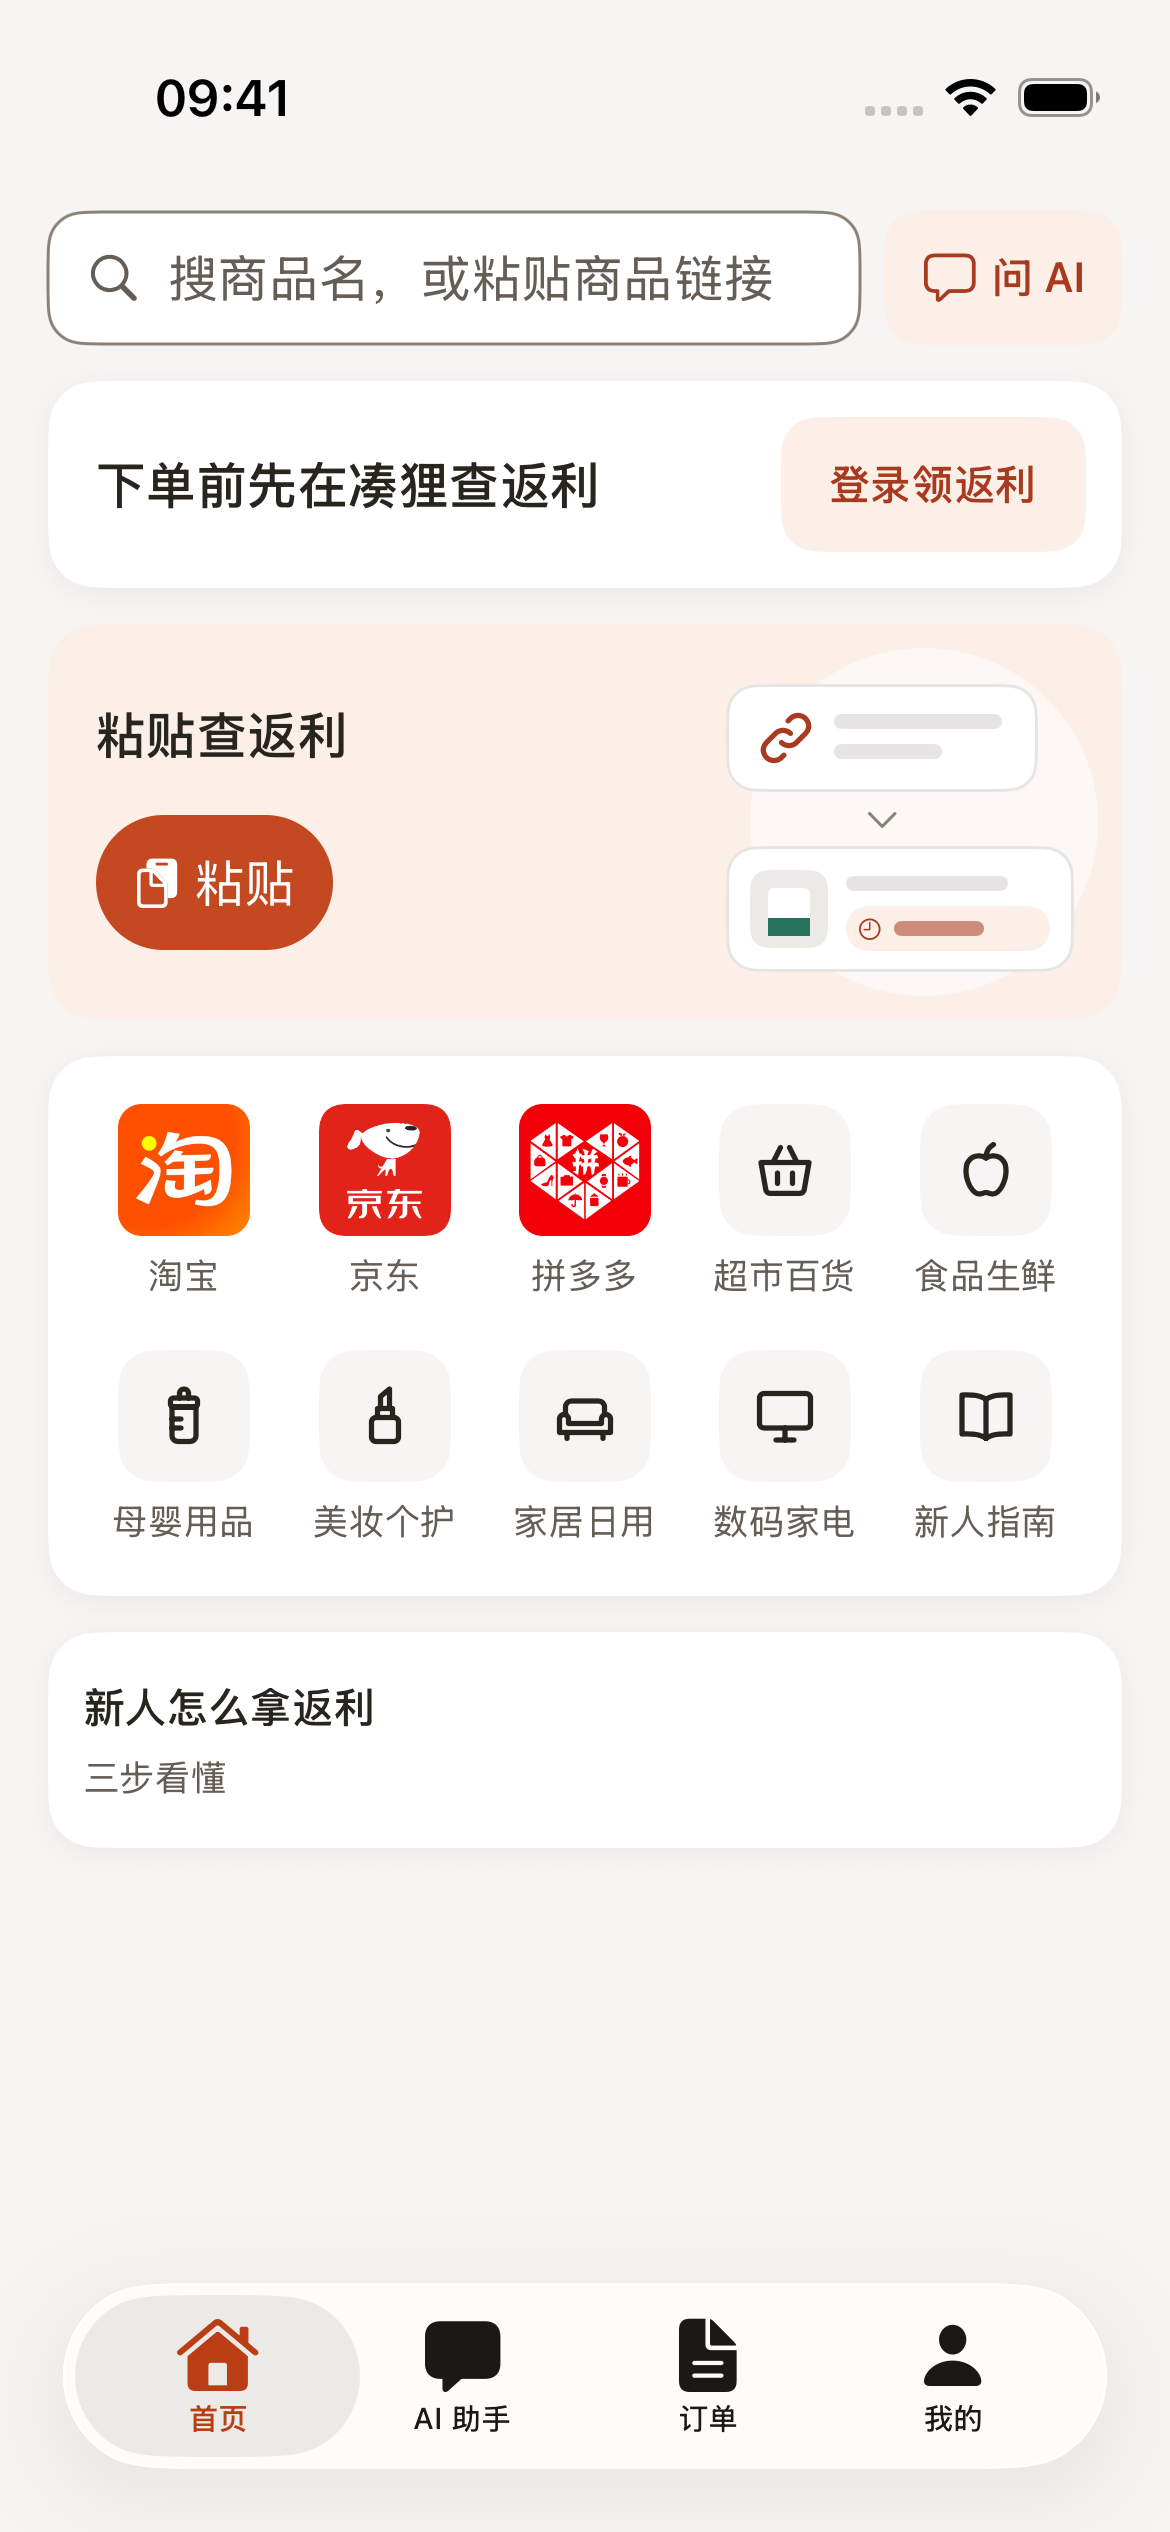 09:41
搜商品名，或粘贴商品链接
问 AI
下单前先在凑狸查返利
登录领返利
粘贴查返利
粘贴
淘
京东
拼
淘宝
京东
拼多多
超市百货
食品生鲜
母婴用品
美妆个护
家居日用
数码家电
新人指南
新人怎么拿返利
三步看懂
首页
AI 助手
订单
我的